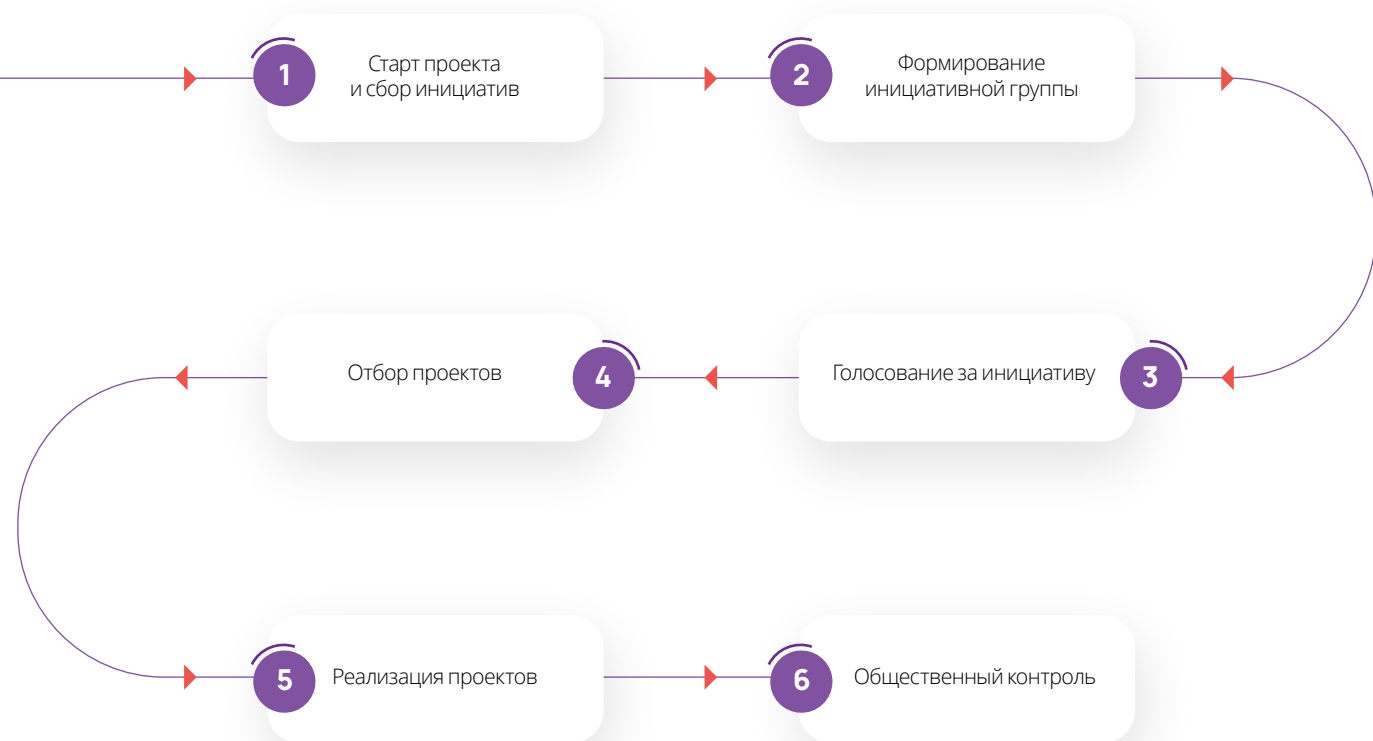 1
Старт проекта
и сбор инициатив
2
Формирование
инициативной группы
3
Голосование за инициативу
4
Отбор проектов
5
Реализация проектов
6
Общественный контроль